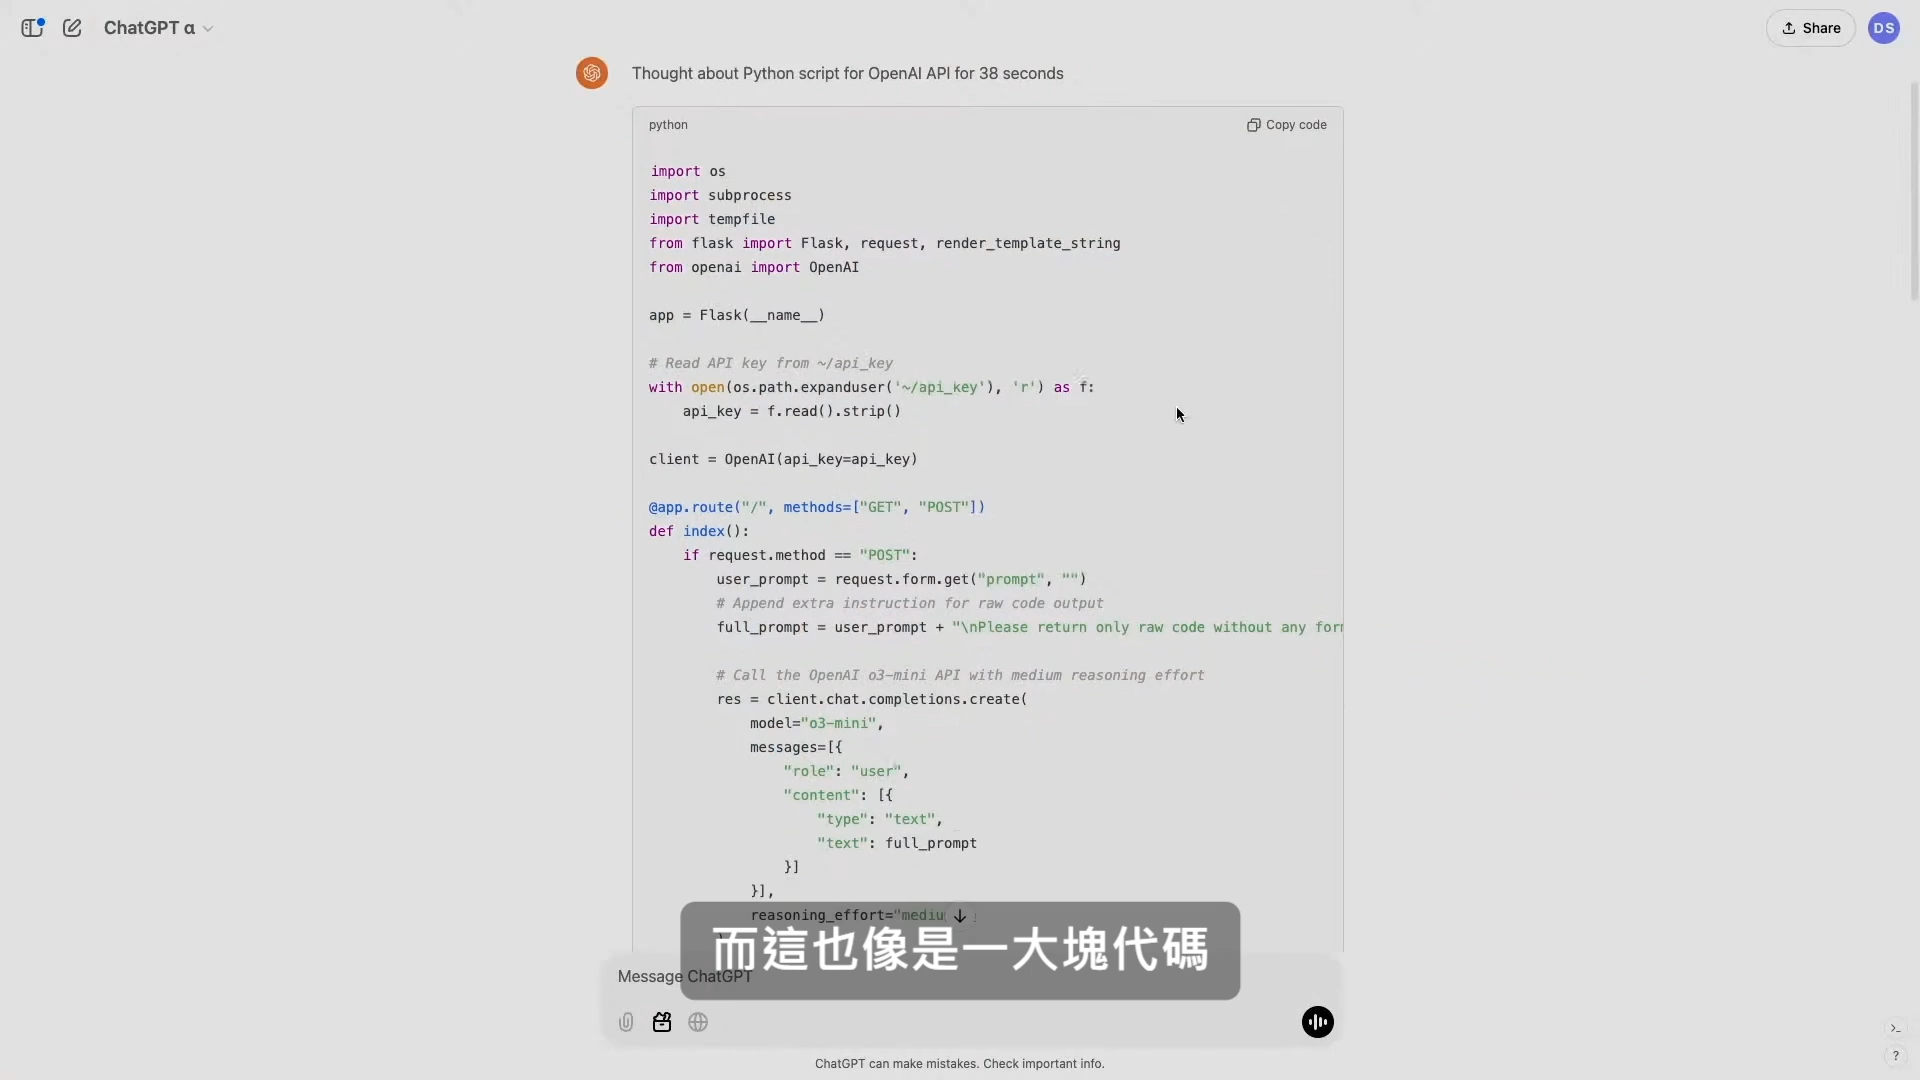 ChatGPT α
Share
DS
Thought about Python script for OpenAI API for 38 seconds
python
Copy code
import os
import subprocess
import tempfile
from flask import Flask, request, render_template_string
from openai import OpenAI
app = Flask(__name__)
# Read API key from ~/api_key
with open(os.path.expanduser('~/api_key'), 'r') as f:
    api_key = f.read().strip()
client = OpenAI(api_key=api_key)
@app.route("/", methods=["GET", "POST"])
def index():
    if request.method == "POST":
        user_prompt = request.form.get("prompt", "")
        # Append extra instruction for raw code output
        full_prompt = user_prompt + "\nPlease return only raw code without any for
        # Call the OpenAI o3-mini API with medium reasoning effort
        res = client.chat.completions.create(
            model="o3-mini",
            messages=[{
                "role": "user",
                "content": [{
                    "type": "text",
                    "text": full_prompt
                }]
            }],
            reasoning_effort="mediu
而這也像是一大塊代碼
Message ChatGPT
ChatGPT can make mistakes. Check important info.
?